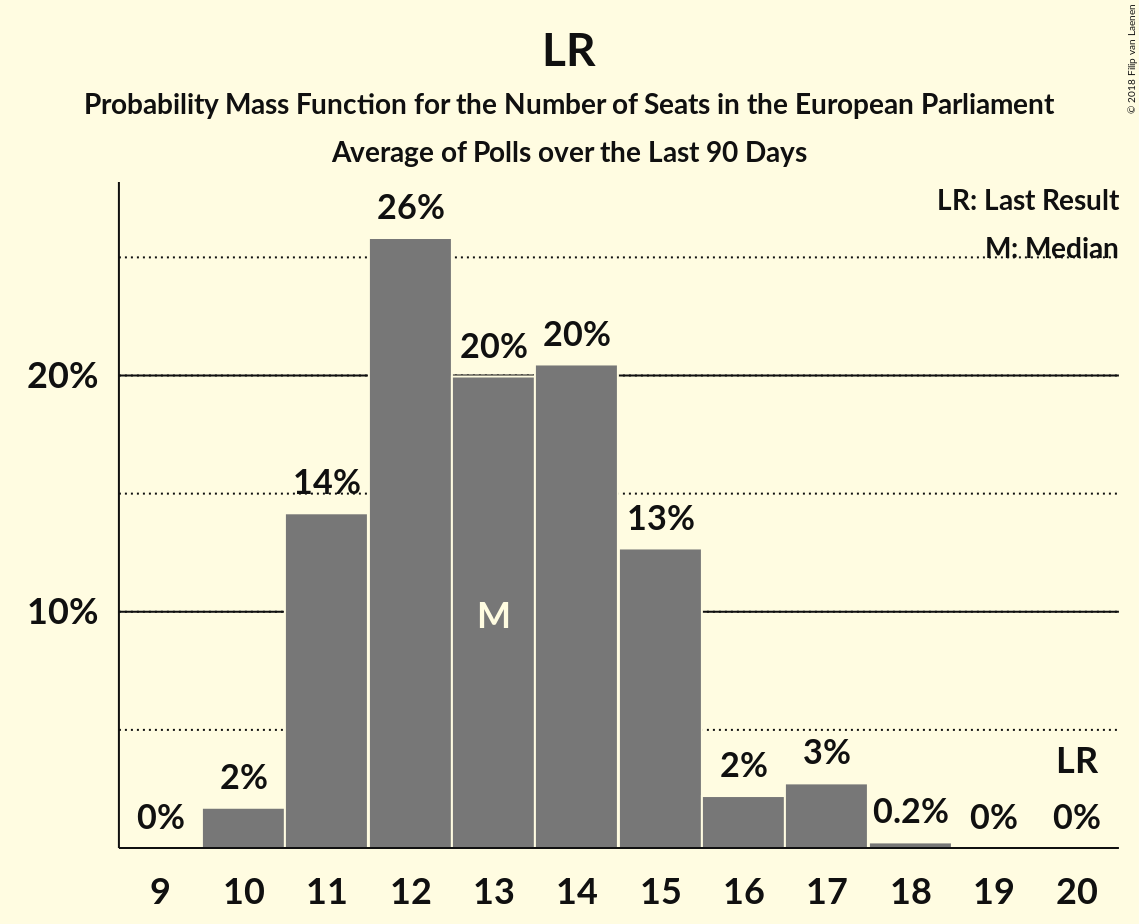 LR
Probability Mass Function for the Number of Seats in the European Parliament
Average of Polls over the Last 90 Days
© 2018 Filip van Laenen
LR: Last Result
M: Median
26%
20%
20%
20%
14%
13%
10%
M
2%
2%
3%
LR
0%
0.2%
0%
0%
9 10 11 12 13 14 15 16 17 18 19 20